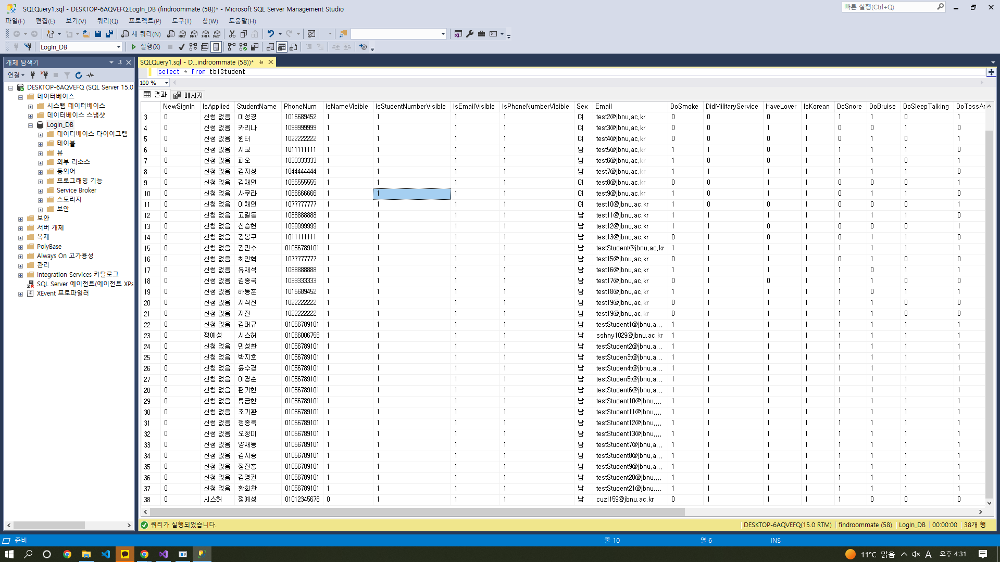 SQLQuery1.sql - DESKTOP-6AQVEFQ.LogIn_DB (findroommate (58))* - Microsoft SQL Server Management Studio
빠른 실행(Ctrl+Q)
파일(F) 편집(E) 보기(V) 쿼리(Q) 프로젝트(P) 도구(T) 창(W) 도움말(H)
새 쿼리(N) MDX DMX XMLA DAX
LogIn_DB 실행(X)
개체 탐색기
SQLQuery1.sql - D...indroommate (58))*
연결
select * from tblStudent
100 %
결과 메시지
DESKTOP-6AQVEFQ (SQL Server 15.0
데이터베이스
시스템 데이터베이스
데이터베이스 스냅샷
LogIn_DB
데이터베이스 다이어그램
테이블
뷰
외부 리소스
동의어
프로그래밍 기능
Service Broker
스토리지
보안
보안
서버 개체
복제
PolyBase
Always On 고가용성
관리
Integration Services 카탈로그
SQL Server 에이전트(에이전트 XPs
XEvent 프로파일러
NewSignIn IsApplied StudentName PhoneNum IsNameVisible IsStudentNumberVisible IsEmailVisible IsPhoneNumberVisible Sex Email DoSmoke DidMilitaryService HaveLover IsKorean DoSnore DoBruise DoSleepTalking DoTossAr
3 0 신청 없음 이성경 1015689452 1 1 1 1 여 test2@jbnu.ac.kr 0 0 0 1 1 1 0 1
4 0 신청 없음 카리나 1099999999 1 1 1 1 여 test3@jbnu.ac.kr 0 0 1 1 0 0 1 0
5 0 신청 없음 윈터 1022222222 1 1 1 1 여 test4@jbnu.ac.kr 0 0 0 1 0 1 0 1
6 0 신청 없음 지코 1011111111 1 1 1 1 남 test5@jbnu.ac.kr 1 1 0 1 1 1 1 0
7 0 신청 없음 피오 1033333333 1 1 1 1 남 test6@jbnu.ac.kr 1 0 0 1 1 1 0 1
8 0 신청 없음 김지성 1044444444 1 1 1 1 남 test7@jbnu.ac.kr 1 1 1 1 1 1 1 0
9 0 신청 없음 김채연 1055555555 1 1 1 1 여 test8@jbnu.ac.kr 0 0 1 1 0 0 0 1
10 0 신청 없음 사쿠라 1066666666 1 1 1 1 여 test9@jbnu.ac.kr 1 0 1 1 0 1 1 0
11 0 신청 없음 이채연 1077777777 1 1 1 1 여 test10@jbnu.ac.kr 1 0 0 1 0 0 0 1
12 0 신청 없음 고길동 1088888888 1 1 1 1 남 test11@jbnu.ac.kr 1 1 1 1 1 1 1 0
13 0 신청 없음 신승헌 1099999999 1 1 1 1 남 test12@jbnu.ac.kr 1 1 0 1 0 0 0 1
14 0 신청 없음 강봉구 1011111111 1 1 1 1 남 test13@jbnu.ac.kr 0 1 0 1 0 1 1 0
15 0 신청 없음 김민수 01056789101 1 1 1 1 남 testStudent@jbnu.ac.kr 1 1 1 1 1 1 1 1
16 0 신청 없음 최인혁 1077777777 1 1 1 1 남 test15@jbnu.ac.kr 0 1 1 1 0 1 0 0
17 0 신청 없음 유재석 1088888888 1 1 1 1 남 test16@jbnu.ac.kr 1 1 1 1 1 0 1 1
18 0 신청 없음 김종국 1033333333 1 1 1 1 남 test17@jbnu.ac.kr 0 1 0 1 1 1 0 0
19 0 신청 없음 하동훈 1015689452 1 1 1 1 남 test18@jbnu.ac.kr 1 1 1 1 1 0 1 1
20 0 신청 없음 지석진 1022222222 1 1 1 1 남 test19@jbnu.ac.kr 0 1 1 1 1 1 0 0
21 0 신청 없음 지진 1022222222 1 1 1 1 남 test19@jbnu.ac.kr 0 1 1 1 1 1 0 0
22 0 신청 없음 김태규 01056789101 1 1 1 1 남 testStudent1@jbnu.a... 1 1 1 1 1 1 1 1
23 0 정예성 시스허 01066006758 1 1 1 1 남 sshny1029@jbnu.ac.kr 1 1 1 1 1 1 1 1
24 0 신청 없음 민성환 01056789101 1 1 1 1 남 testStudent2@jbnu.a... 1 1 1 1 1 1 1 1
25 0 신청 없음 박지호 01056789101 1 1 1 1 남 testStuden3t@jbnu.a... 1 1 1 1 1 1 1 1
26 0 신청 없음 윤수경 01056789101 1 1 1 1 남 testStuden4t@jbnu.a... 1 1 1 1 1 1 1 1
27 0 신청 없음 이경순 01056789101 1 1 1 1 남 testStuden5t@jbnu.a... 1 1 1 1 1 1 1 1
28 0 신청 없음 편기현 01056789101 1 1 1 1 남 testStudent6@jbnu.a... 1 1 1 1 1 1 1 1
29 0 신청 없음 류금한 01056789101 1 1 1 1 남 testStudent10@jbnu.... 1 1 1 1 1 1 1 1
30 0 신청 없음 조기환 01056789101 1 1 1 1 남 testStudent11@jbnu.... 1 1 1 1 1 1 1 1
31 0 신청 없음 정종욱 01056789101 1 1 1 1 남 testStudent12@jbnu.... 1 1 1 1 1 1 1 1
32 0 신청 없음 오정미 01056789101 1 1 1 1 남 testStudent13@jbnu.... 1 1 1 1 1 1 1 1
33 0 신청 없음 양재동 01056789101 1 1 1 1 남 testStudent7@jbnu.a... 1 1 1 1 1 1 1 1
34 0 신청 없음 김지승 01056789101 1 1 1 1 남 testStudent8@jbnu.a... 1 1 1 1 1 1 1 1
35 0 신청 없음 정진홍 01056789101 1 1 1 1 남 testStudent9@jbnu.a... 1 1 1 1 1 1 1 1
36 0 신청 없음 김영권 01056789101 1 1 1 1 남 testStudent20@jbnu.... 1 1 1 1 1 1 1 1
37 0 신청 없음 황희찬 01056789101 1 1 1 1 남 testStudent21@jbnu.... 1 1 1 1 1 1 1 1
38 0 시스허 정예성 01012345678 0 1 1 1 남 cuzl159@jbnu.ac.kr 0 1 1 1 1 0 0 0
쿼리가 실행되었습니다. DESKTOP-6AQVEFQ(15.0 RTM) findroommate (58) LogIn_DB 00:00:00 38개 행
준비 줄 10 열 6 INS
11°C 맑음 A 오후 4:31